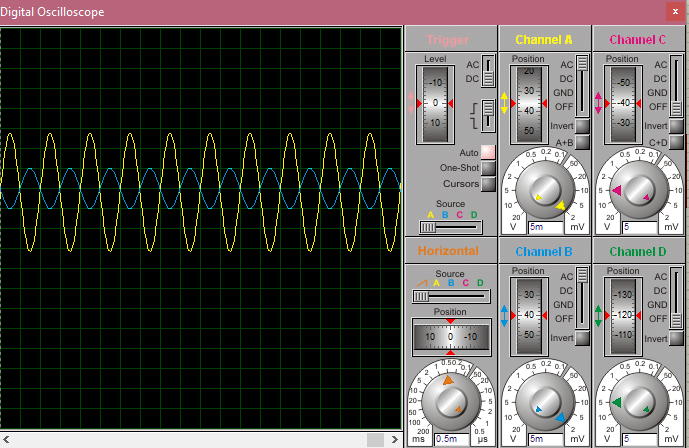 Digital Oscilloscope
x
Trigger
Level
-10
0
10
AC
DC
Auto
One-Shot
Cursors
Source
A B C D
Channel A
Position
20
30
40
50
AC
DC
GND
OFF
Invert
A+B
0.5 0.2 0.1
1 50
2 20
5 10
10 5
20 2
V 5m mV
Channel C
Position
-50
-40
-30
AC
DC
GND
OFF
Invert
C+D
0.5 0.2 0.1
1 50
2 20
5 10
10 5
20 2
V 5 mV
Horizontal
Source
A B C D
Position
10 0 -10
1 0.50.2 0.1
2 50
5 20
10 10
20 5
50 2
100 1
200 0.5
ms 0.5m µs
Channel B
Position
30
40
50
AC
DC
GND
OFF
Invert
0.5 0.2 0.1
1 50
2 20
5 10
10 5
20 2
V 5m mV
Channel D
Position
-130
-120
-110
AC
DC
GND
OFF
Invert
0.5 0.2 0.1
1 50
2 20
5 10
10 5
20 2
V 5 mV